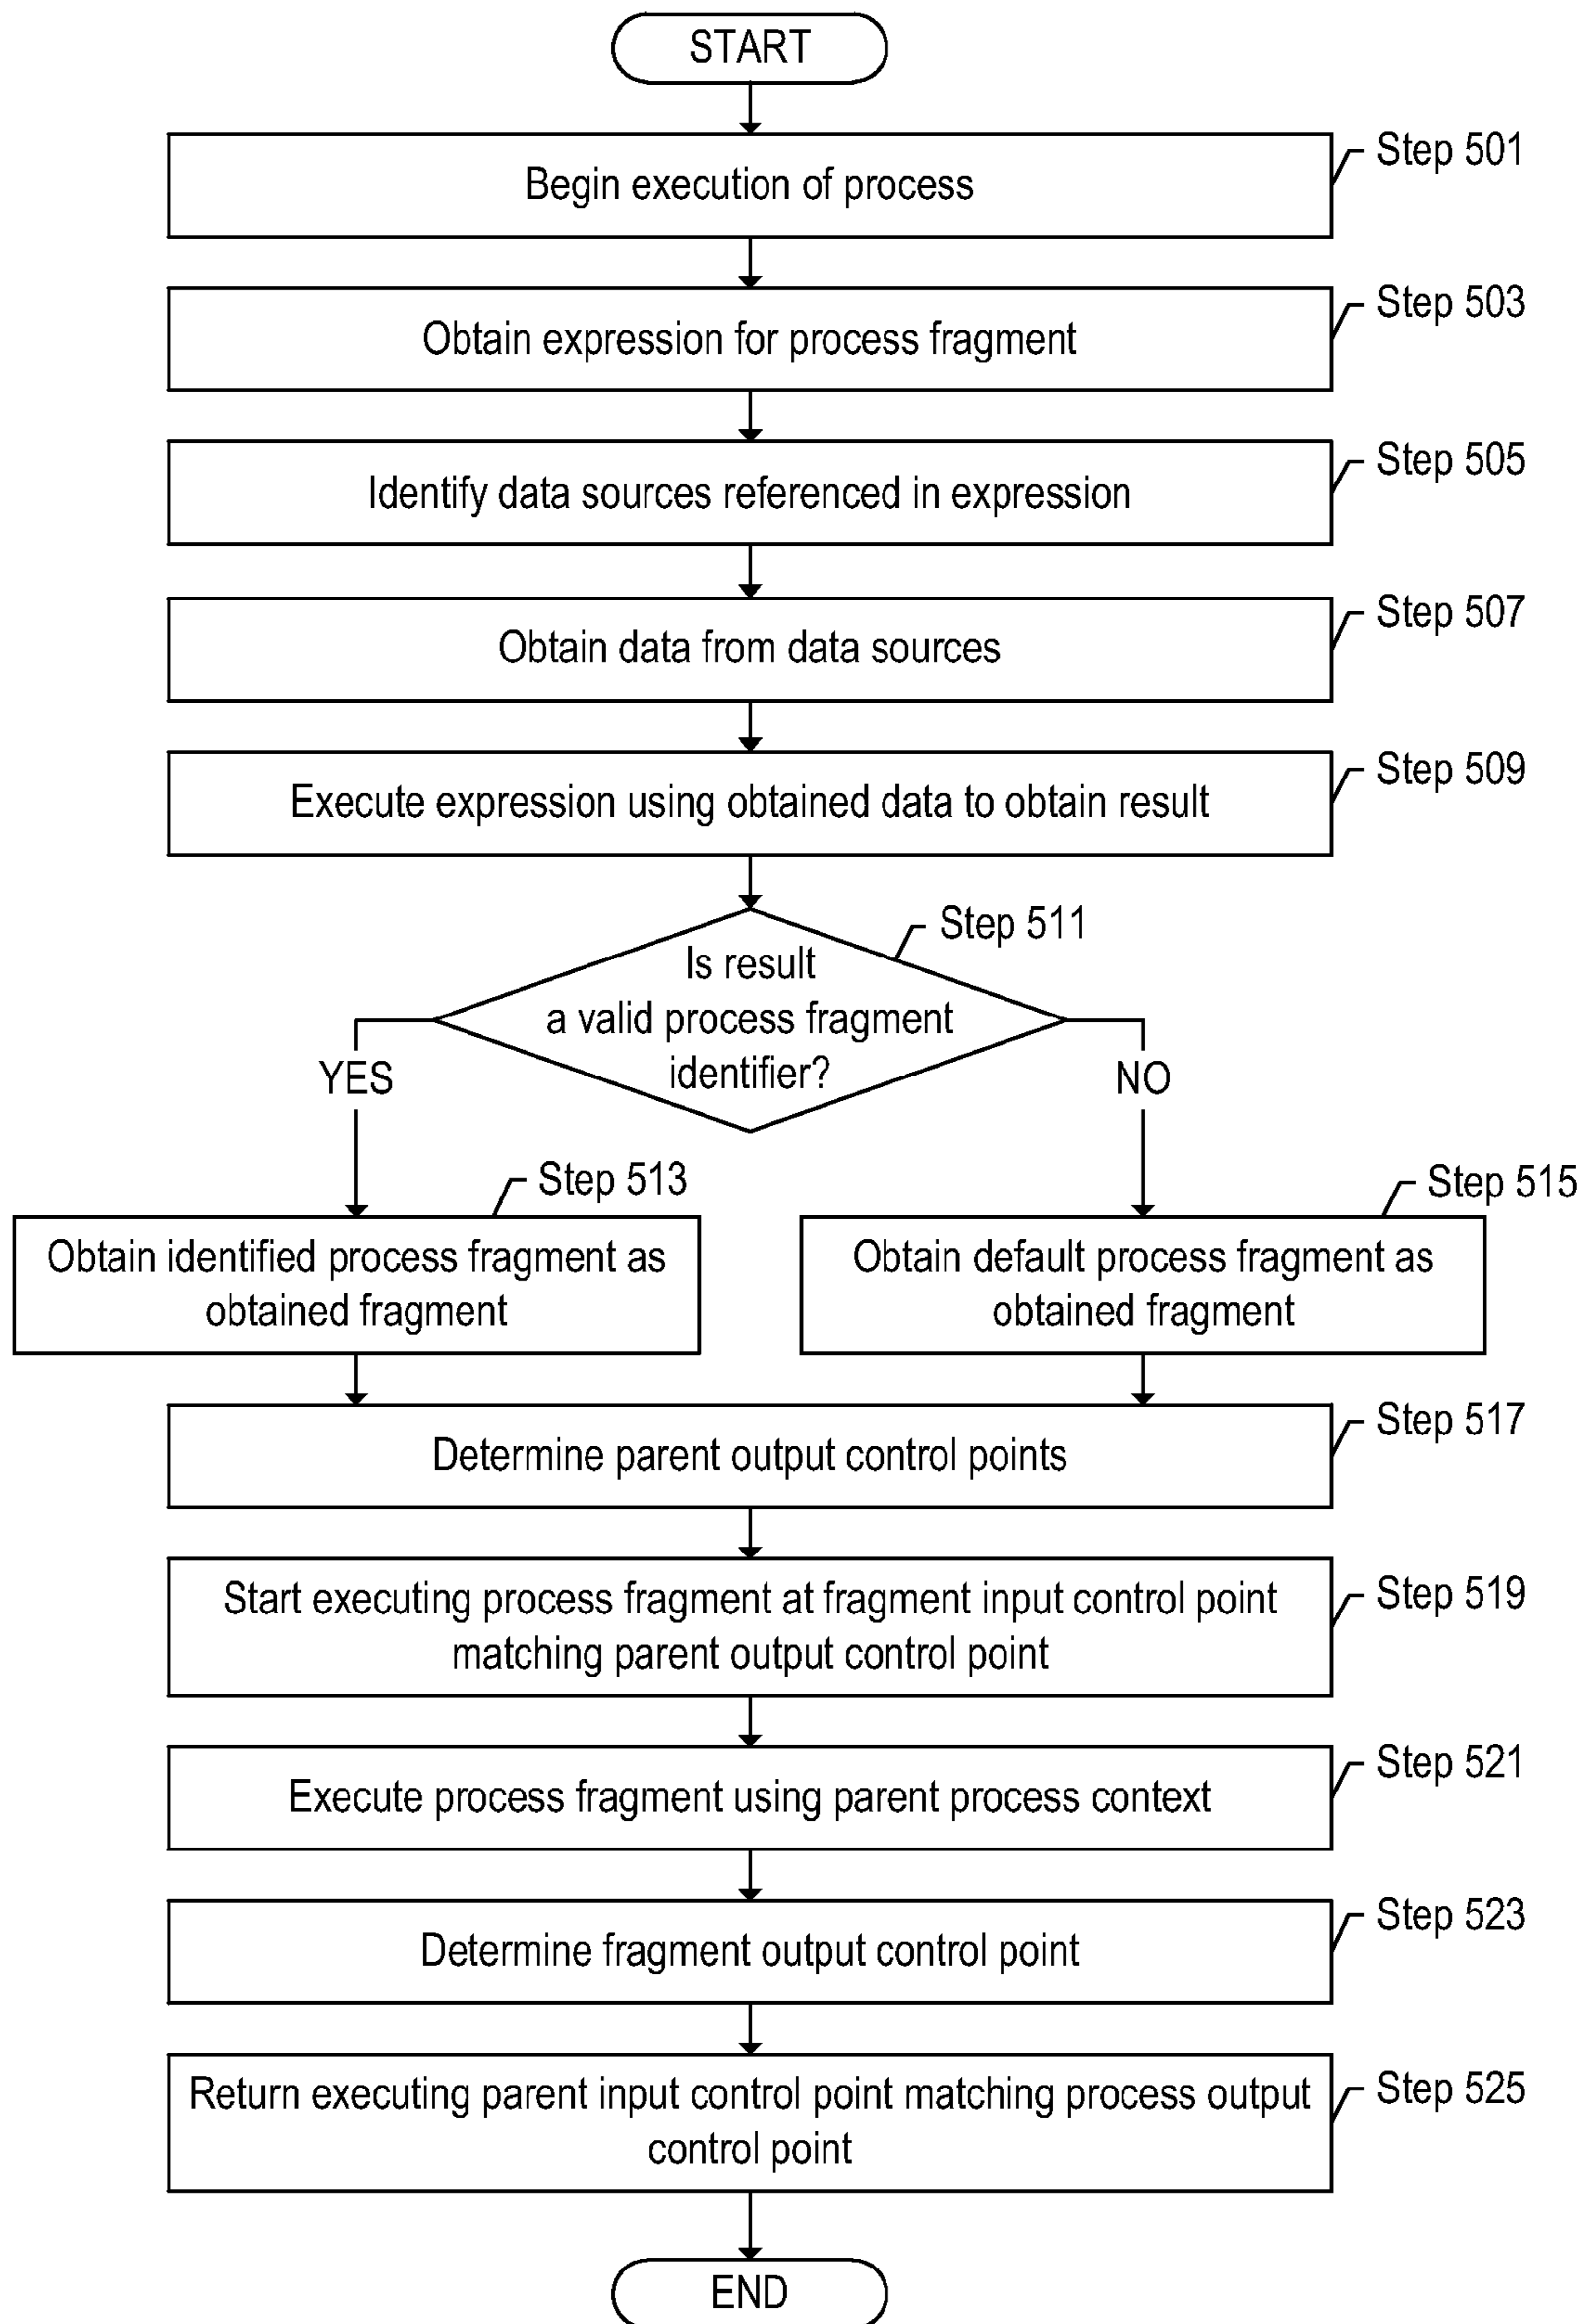 START
Step 501
Begin execution of process
Step 503
Obtain expression for process fragment
Step 505
Identify data sources referenced in expression
Step 507
Obtain data from data sources
Step 509
Execute expression using obtained data to obtain result
Step 511
Is result
a valid process fragment
identifier?
YES
NO
Step 513
Obtain identified process fragment as
obtained fragment
Step 515
Obtain default process fragment as
obtained fragment
Step 517
Determine parent output control points
Step 519
Start executing process fragment at fragment input control point
matching parent output control point
Step 521
Execute process fragment using parent process context
Step 523
Determine fragment output control point
Step 525
Return executing parent input control point matching process output
control point
END